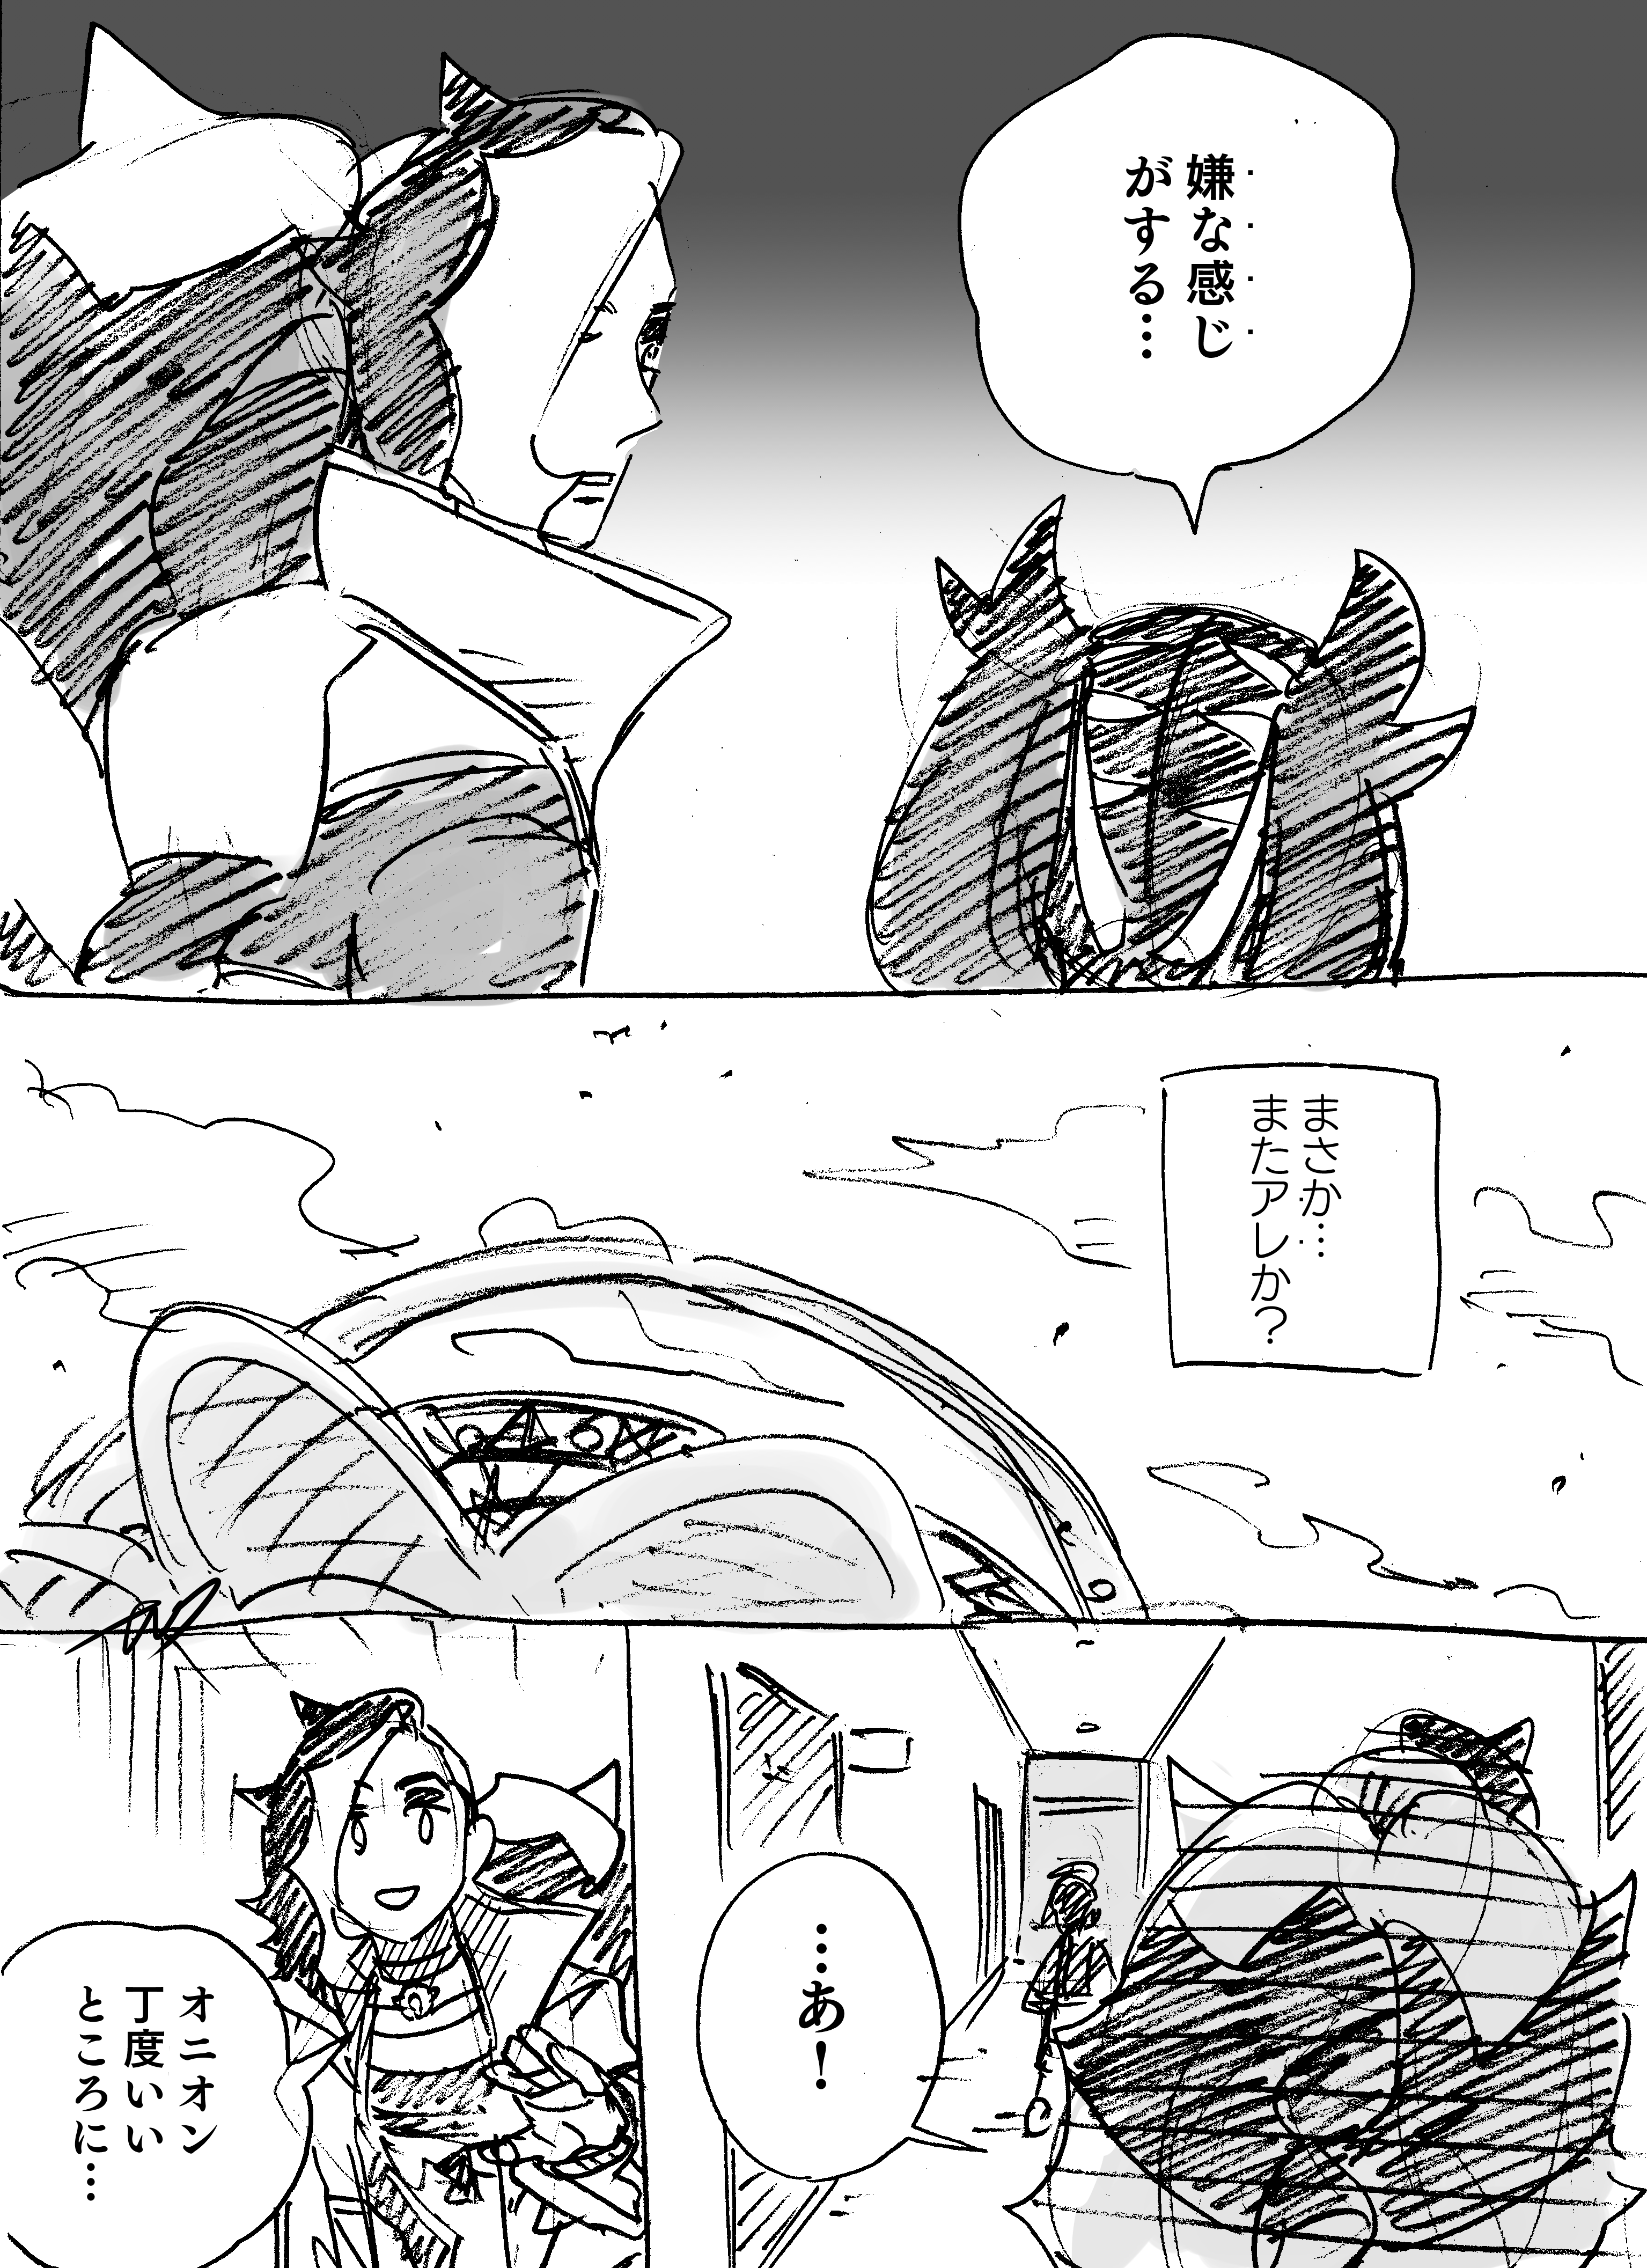 嫌な感じ
がする…
まさか…
またアレか？
…あ！
オニオン
丁度いい
ところに…